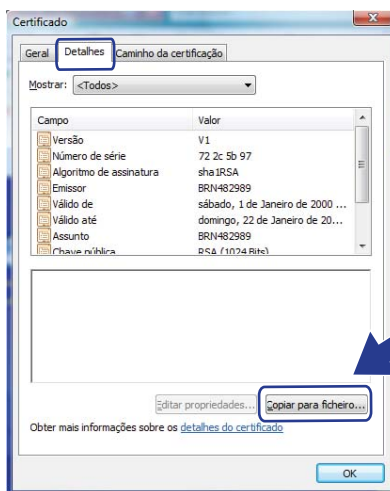 Certificado
Geral Detalhes Caminho da certificação
Mostrar: <Todos>
Campo Valor
Versão V1
Número de série 72 2c 5b 97
Algoritmo de assinatura sha1RSA
Emissor BRN482989
Válido de sábado, 1 de Janeiro de 2000 ...
Válido até domingo, 22 de Janeiro de 20...
Assunto BRN482989
Chave pública RSA (1024 Bits)
Editar propriedades... Copiar para ficheiro...
Obter mais informações sobre os detalhes do certificado
OK